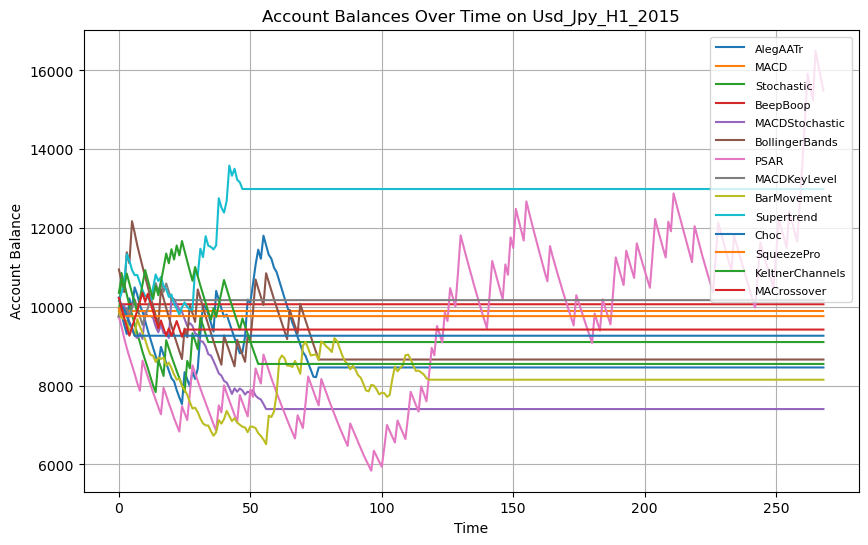 Account Balances Over Time on Usd_Jpy_H1_2015
Account Balance
16000
14000
12000
10000
8000
6000
0
50
100
150
200
250
Time
AlegAATr
MACD
Stochastic
BeepBoop
MACDStochastic
BollingerBands
PSAR
MACDKeyLevel
BarMovement
Supertrend
Choc
SqueezePro
KeltnerChannels
MACrossover